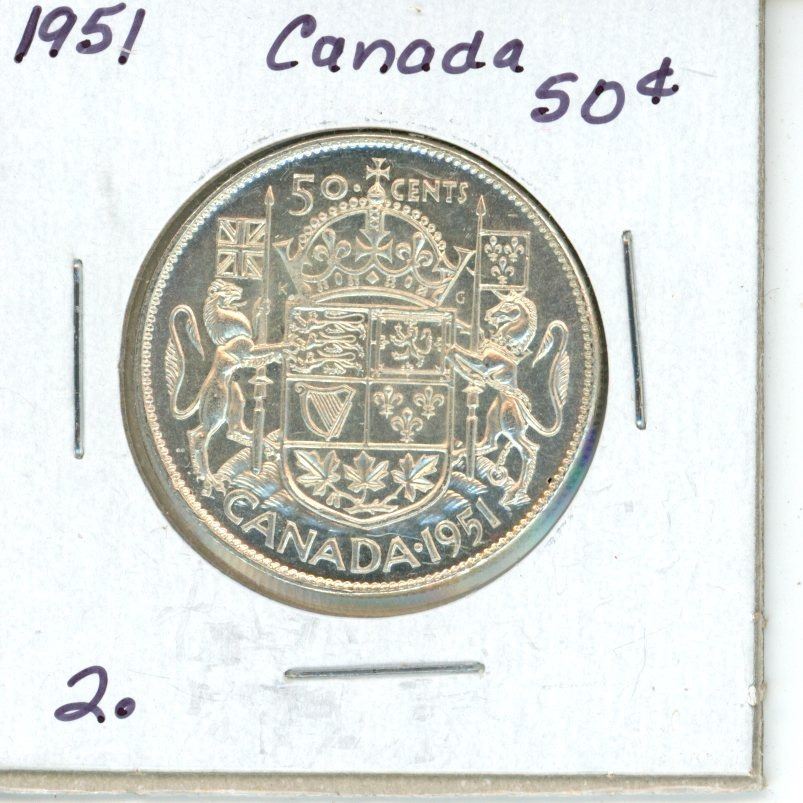 1951 Canada 50¢
50 · CENTS
K G
CANADA · 1951
2.